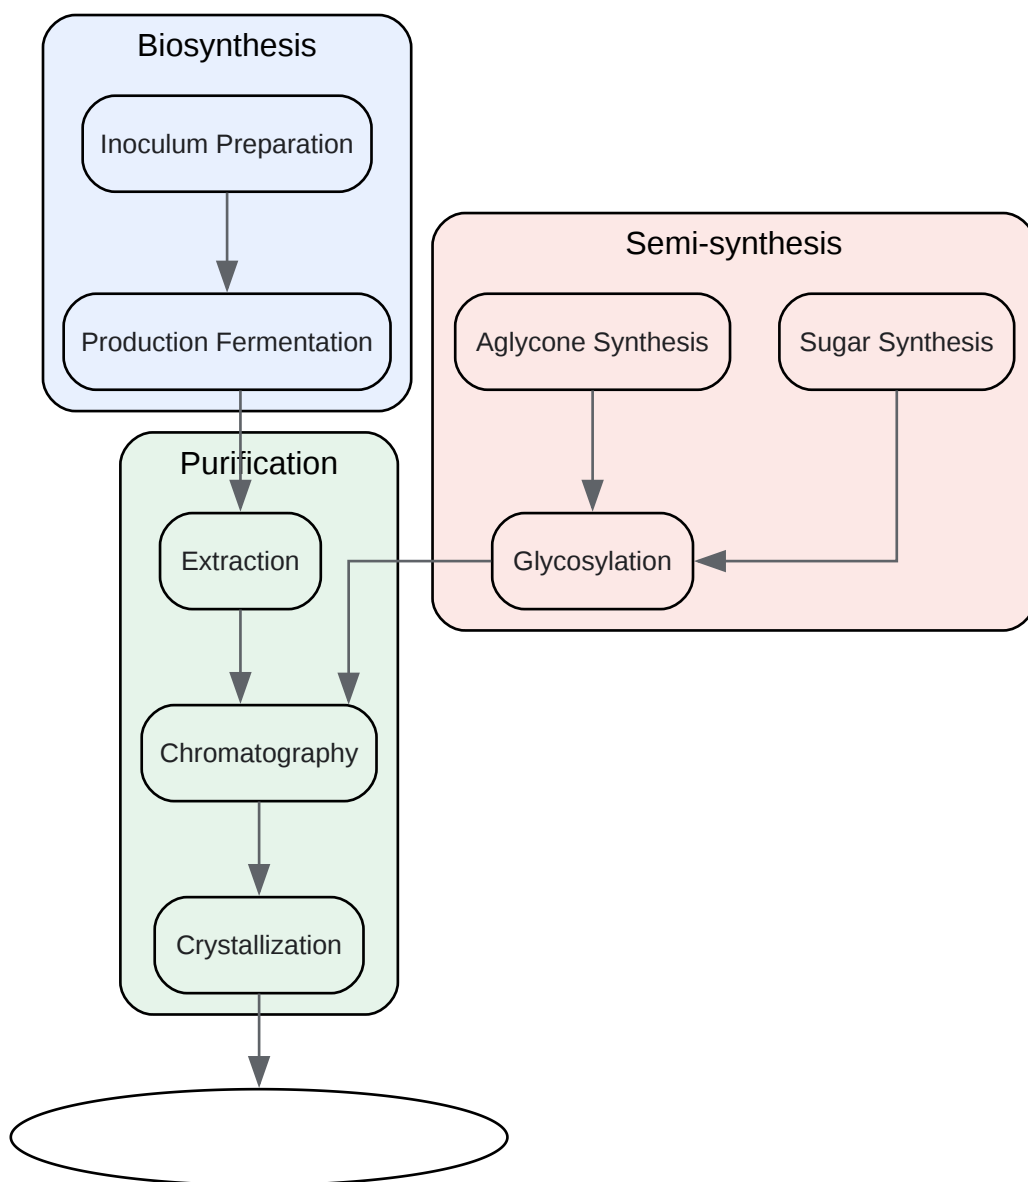 Biosynthesis
Inoculum Preparation
Production Fermentation
Semi-synthesis
Aglycone Synthesis
Sugar Synthesis
Glycosylation
Purification
Extraction
Chromatography
Crystallization